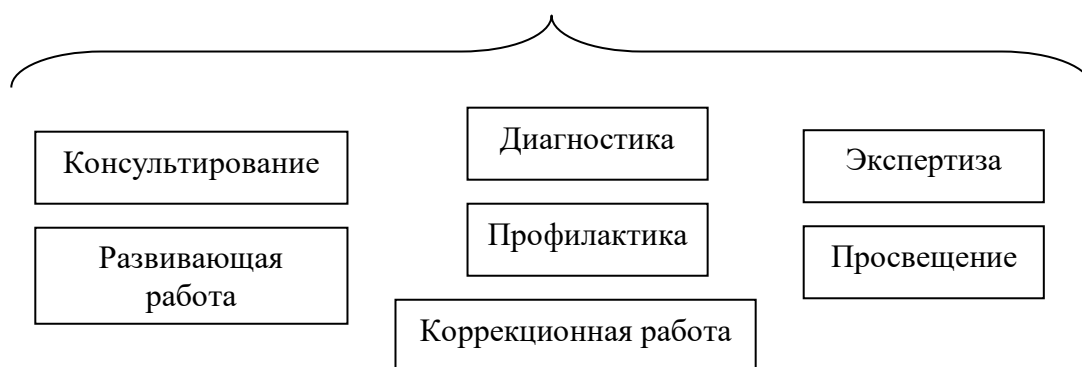 Консультирование
Развивающая
работа
Диагностика
Профилактика
Коррекционная работа
Экспертиза
Просвещение